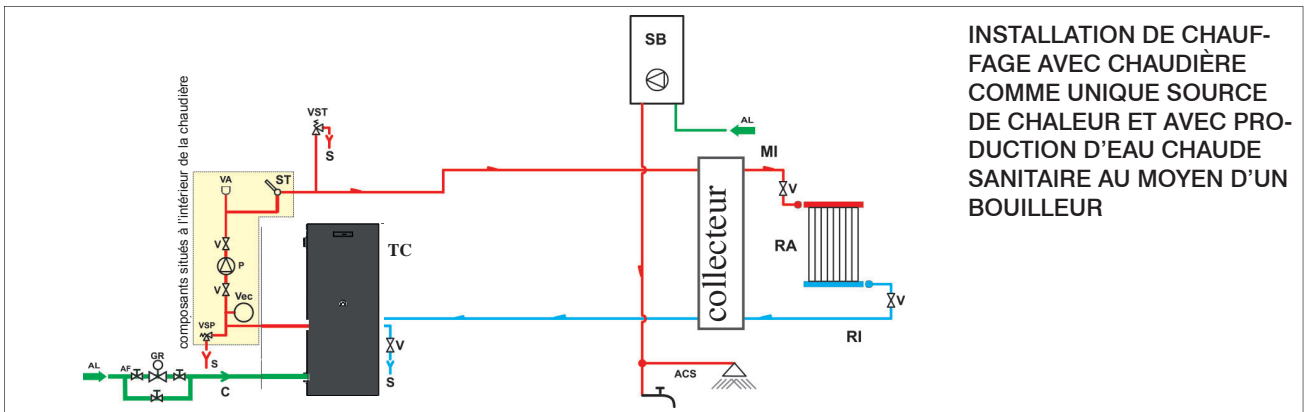 INSTALLATION DE CHAUF-
FAGE AVEC CHAUDIÈRE
COMME UNIQUE SOURCE
DE CHALEUR ET AVEC PRO-
DUCTION D'EAU CHAUDE
SANITAIRE AU MOYEN D'UN
BOUILLEUR
composants situés à l'intérieur de la chaudière
SB
VST
S
AL
MI
VA
ST
V
V
P
V
Vec
VSP
S
TC
collecteur
RA
V
RI
V
S
AL
AF
GR
C
ACS